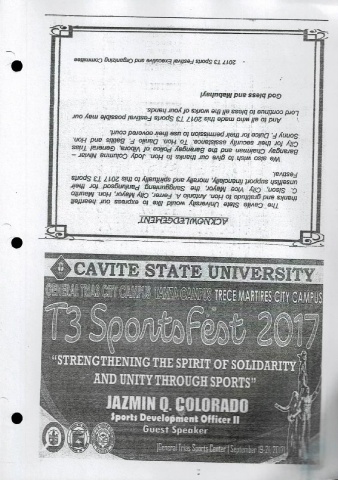 ACKNOWLEDGEMENT
The Cavite State University would like to express our heartfelt
thanks and gratitude to Hon. Antonio A. Ferrer, City Mayor, Hon. Mauritio
C. Sison, City Vice Mayor, the Sangguniang Panlungsod for their
unselfish support financially, morally and spiritually to this 2017 T3 Sports
Festival.
We also wish to give our thanks to Hon. Jody Columnas Nivior –
Barangay Chairman and the Barangay Police of Vibora, General Trias
City for their security assistance. To Hon. Danilo F. Battis and Hon.
Sonny F. Dulce for their permission to use their covered court.
And to all who made this 2017 T3 Sports Festival possible may our
Lord continue to bless all the works of your hands.
God bless and Mabuhay!
- 2017 T3 Sports Festival Executive and Organizing Committee
CAVITE STATE UNIVERSITY
GENERAL TRIAS CITY CAMPUS TANZA CAMPUS TRECE MARTIRES CITY CAMPUS
T3 SportsFest 2017
"STRENGTHENING THE SPIRIT OF SOLIDARITY
AND UNITY THROUGH SPORTS"
JAZMIN Q. COLORADO
Sports Development Officer II
Guest Speaker
|General Trias Sports Center| September 2017